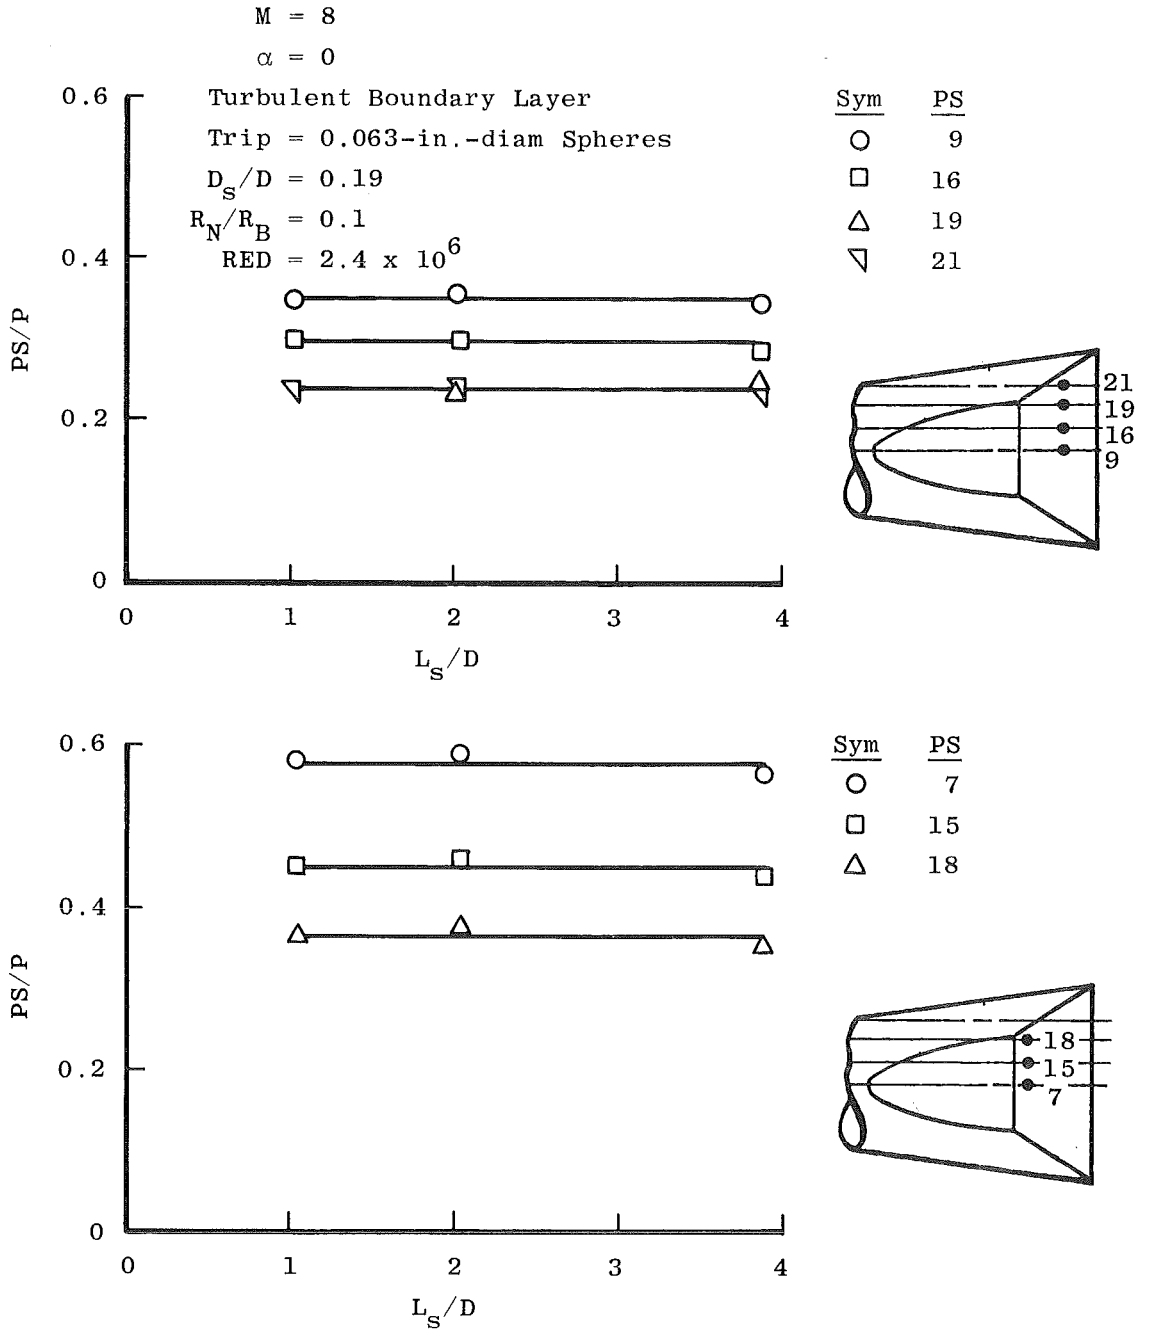 M = 8
α = 0
Turbulent Boundary Layer
Trip = 0.063-in.-diam Spheres
D_s/D = 0.19
R_N/R_B = 0.1
RED = 2.4 x 10^6
0.6
0.4
0.2
0
PS/P
0 1 2 3 4
L_s/D
Sym PS
9
16
19
21
21
19
16
9
0.6
0.4
0.2
0
PS/P
0 1 2 3 4
L_s/D
Sym PS
7
15
18
18
15
7